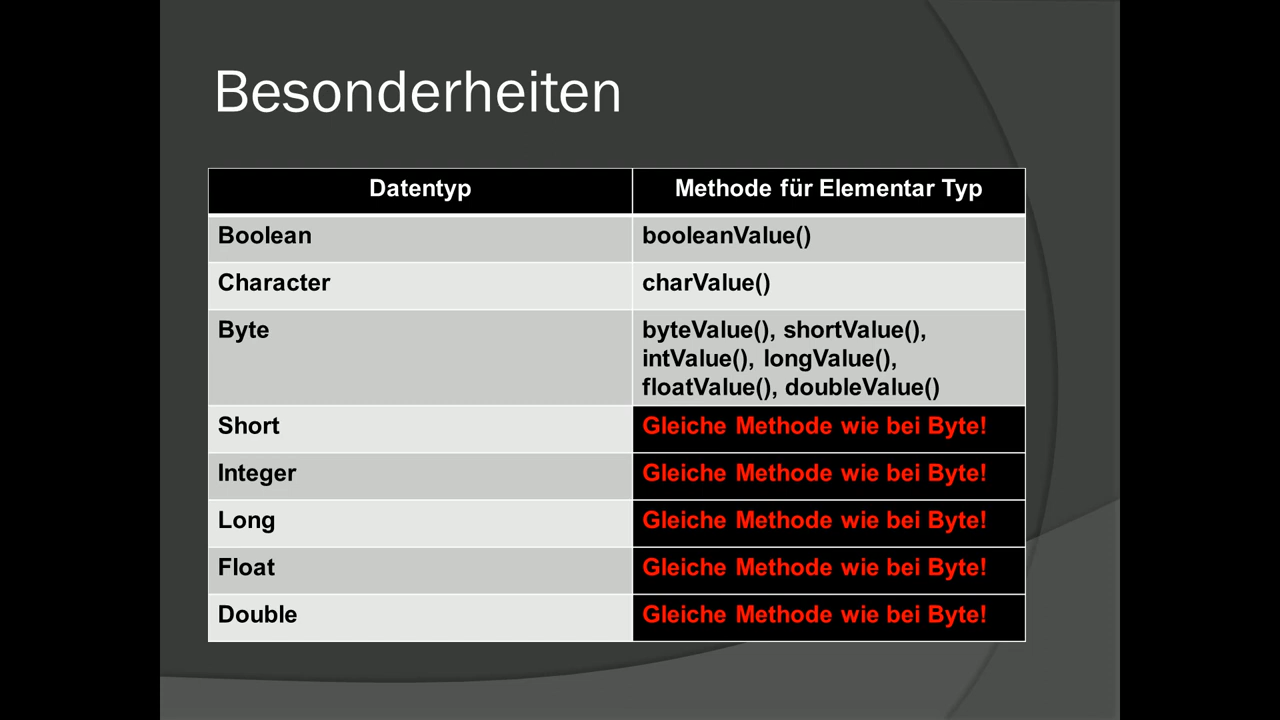 Besonderheiten
Datentyp
Methode für Elementar Typ
Boolean
booleanValue()
Character
charValue()
Byte
byteValue(), shortValue(),
intValue(), longValue(),
floatValue(), doubleValue()
Short
Gleiche Methode wie bei Byte!
Integer
Gleiche Methode wie bei Byte!
Long
Gleiche Methode wie bei Byte!
Float
Gleiche Methode wie bei Byte!
Double
Gleiche Methode wie bei Byte!